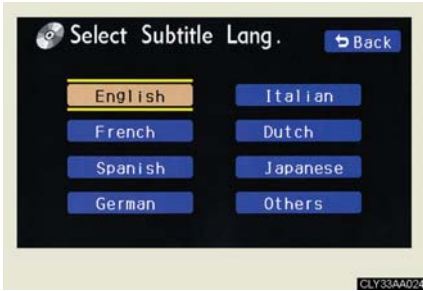 Select Subtitle Lang.
Back
English
Italian
French
Dutch
Spanish
Japanese
German
Others
CLY33AA024